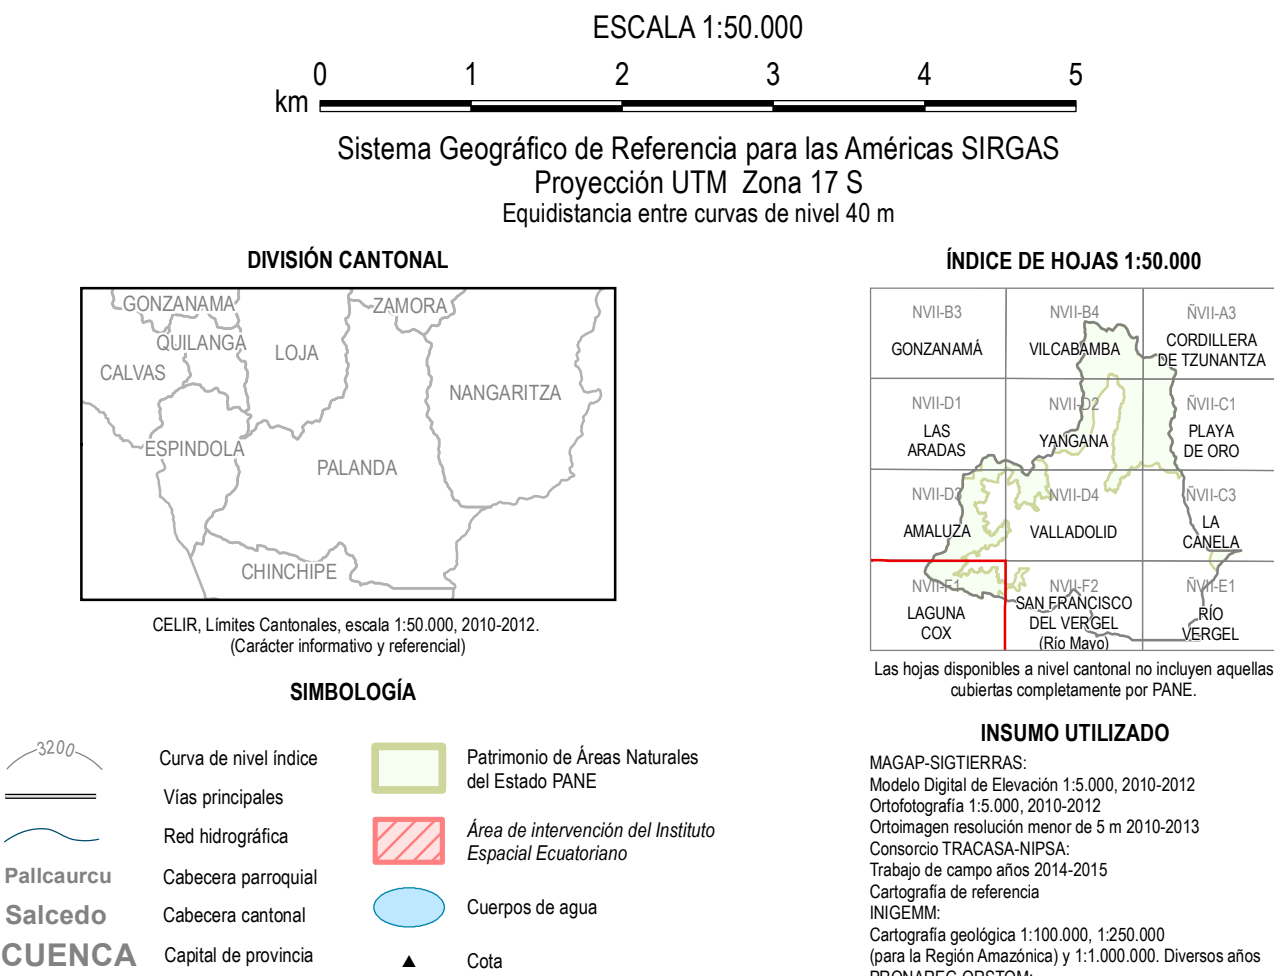 ESCALA 1:50.000
0 1 2 3 4 5
km
Sistema Geográfico de Referencia para las Américas SIRGAS
Proyección UTM Zona 17 S
Equidistancia entre curvas de nivel 40 m
DIVISIÓN CANTONAL
GONZANAMA
ZAMORA
QUILANGA
LOJA
CALVAS
NANGARITZA
ESPINDOLA
PALANDA
CHINCHIPE
CELIR, Límites Cantonales, escala 1:50.000, 2010-2012.
(Carácter informativo y referencial)
ÍNDICE DE HOJAS 1:50.000
NVII-B3
GONZANAMÁ
NVII-B4
VILCABAMBA
ÑVII-A3
CORDILLERA
DE TZUNANTZA
NVII-D1
LAS
ARADAS
NVII-D2
YANGANA
ÑVII-C1
PLAYA
DE ORO
NVII-D3
AMALUZA
NVII-D4
VALLADOLID
ÑVII-C3
LA
CANELA
NVII-F1
LAGUNA
COX
NVII-F2
SAN FRANCISCO
DEL VERGEL
(Río Mayo)
ÑVII-E1
RÍO
VERGEL
Las hojas disponibles a nivel cantonal no incluyen aquellas
cubiertas completamente por PANE.
SIMBOLOGÍA
3200
Curva de nivel índice
Vías principales
Red hidrográfica
Pallcaurcu
Cabecera parroquial
Salcedo
Cabecera cantonal
CUENCA
Capital de provincia
Patrimonio de Áreas Naturales
del Estado PANE
Área de intervención del Instituto
Espacial Ecuatoriano
Cuerpos de agua
Cota
INSUMO UTILIZADO
MAGAP-SIGTIERRAS:
Modelo Digital de Elevación 1:5.000, 2010-2012
Ortofotografía 1:5.000, 2010-2012
Ortoimagen resolución menor de 5 m 2010-2013
Consorcio TRACASA-NIPSA:
Trabajo de campo años 2014-2015
Cartografía de referencia
INIGEMM:
Cartografía geológica 1:100.000, 1:250.000
(para la Región Amazónica) y 1:1.000.000. Diversos años
PRONAREG-ORSTOM: